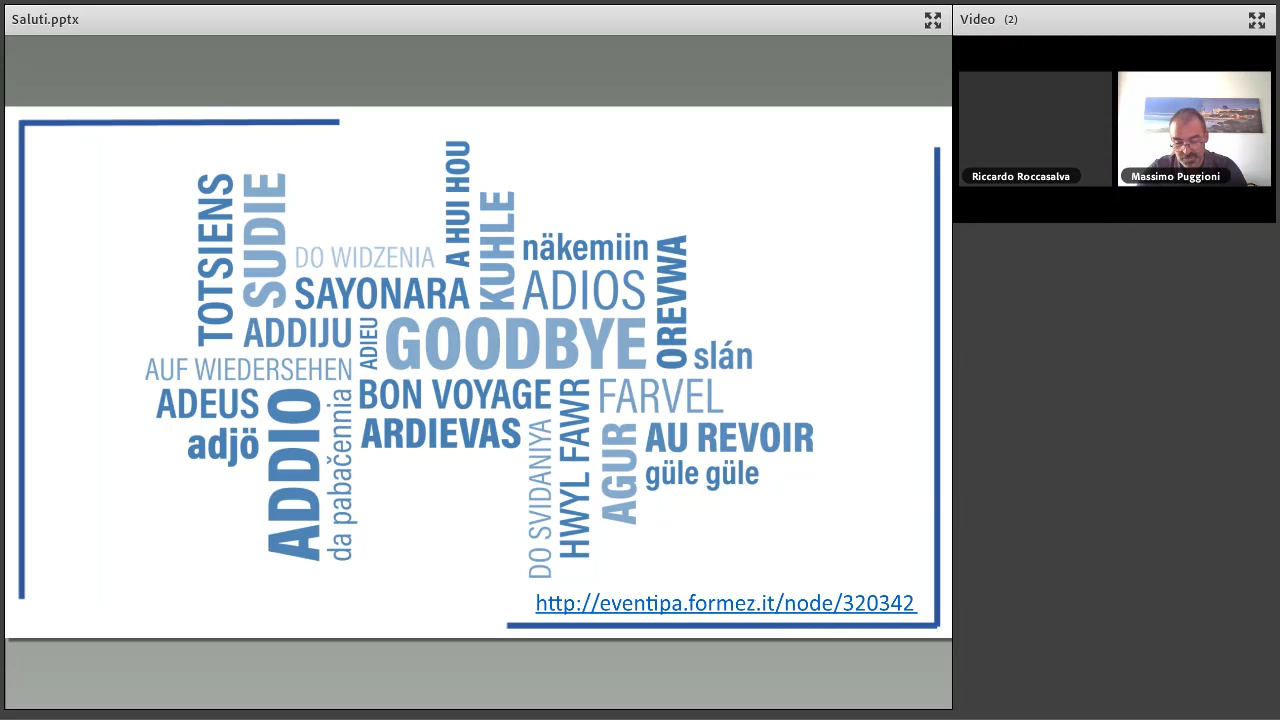 Saluti.pptx
Video (2)
Riccardo Roccasalva
Massimo Puggioni
TOTSIENS
SUDIE
DO WIDZENIA
A HUI HOU
KUHLE
näkemiin
SAYONARA
ADIOS
OREVWA
ADDIJU
ADIEU
GOODBYE
slán
AUF WIEDERSEHEN
ADEUS
ADDIO
da pabačennia
BON VOYAGE
HWYL FAWR
FARVEL
adjö
ARDIEVAS
DO SVIDANIYA
AGUR
AU REVOIR
güle güle
http://eventipa.formez.it/node/320342